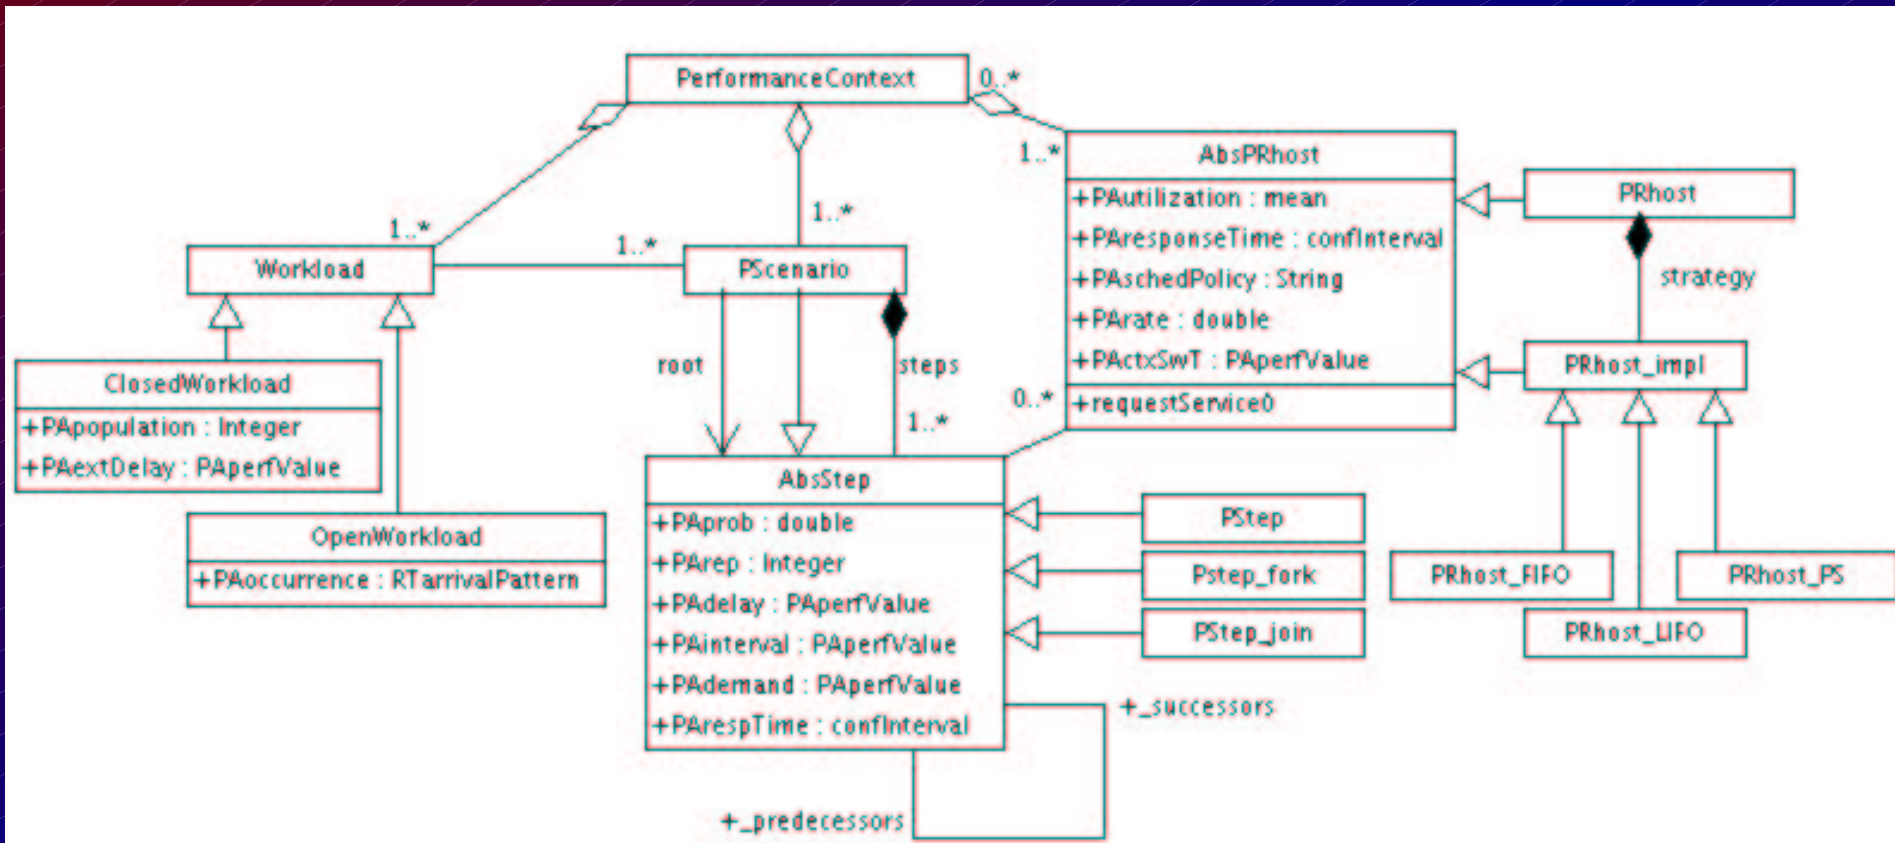 PerformanceContext
0..*
1..*
AbsPRhost
+PAutilization : mean
+PAresponseTime : confInterval
+PAschedPolicy : String
+PArate : double
+PActxSwT : PAperfValue
+requestService()
PRhost
strategy
PRhost_impl
PRhost_FIFO
PRhost_PS
PRhost_LIFO
1..*
1..*
1..*
Workload
PScenario
root
steps
1..*
0..*
ClosedWorkload
+PApopulation : Integer
+PAextDelay : PAperfValue
OpenWorkload
+PAoccurrence : RTarrivalPattern
AbsStep
+PAprob : double
+PArep : Integer
+PAdelay : PAperfValue
+PAinterval : PAperfValue
+PAdemand : PAperfValue
+PArespTime : confInterval
PStep
Pstep_fork
PStep_join
+_successors
+_predecessors